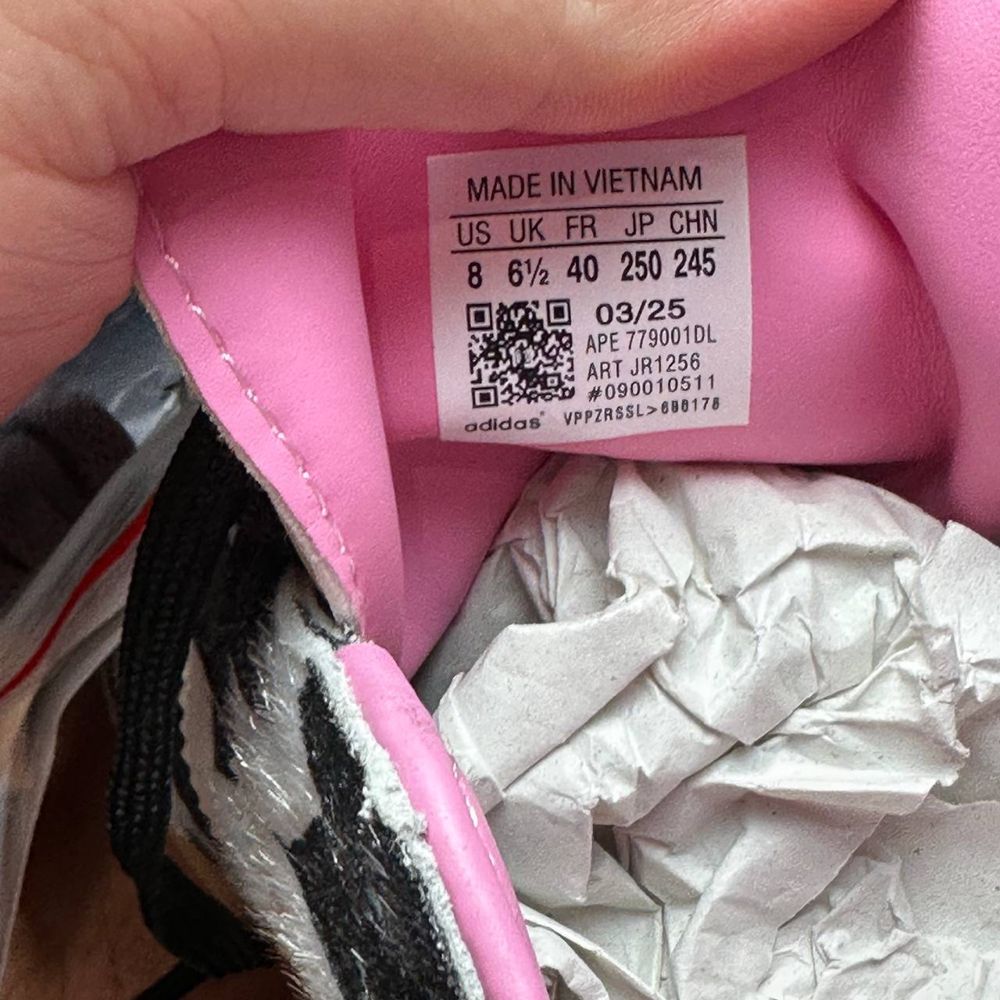 MADE IN VIETNAM
US UK FR JP CHN
8 6½ 40 250 245
03/25
APE 779001DL
ART JR1256
#090010511
adidas VPPZRSSL>